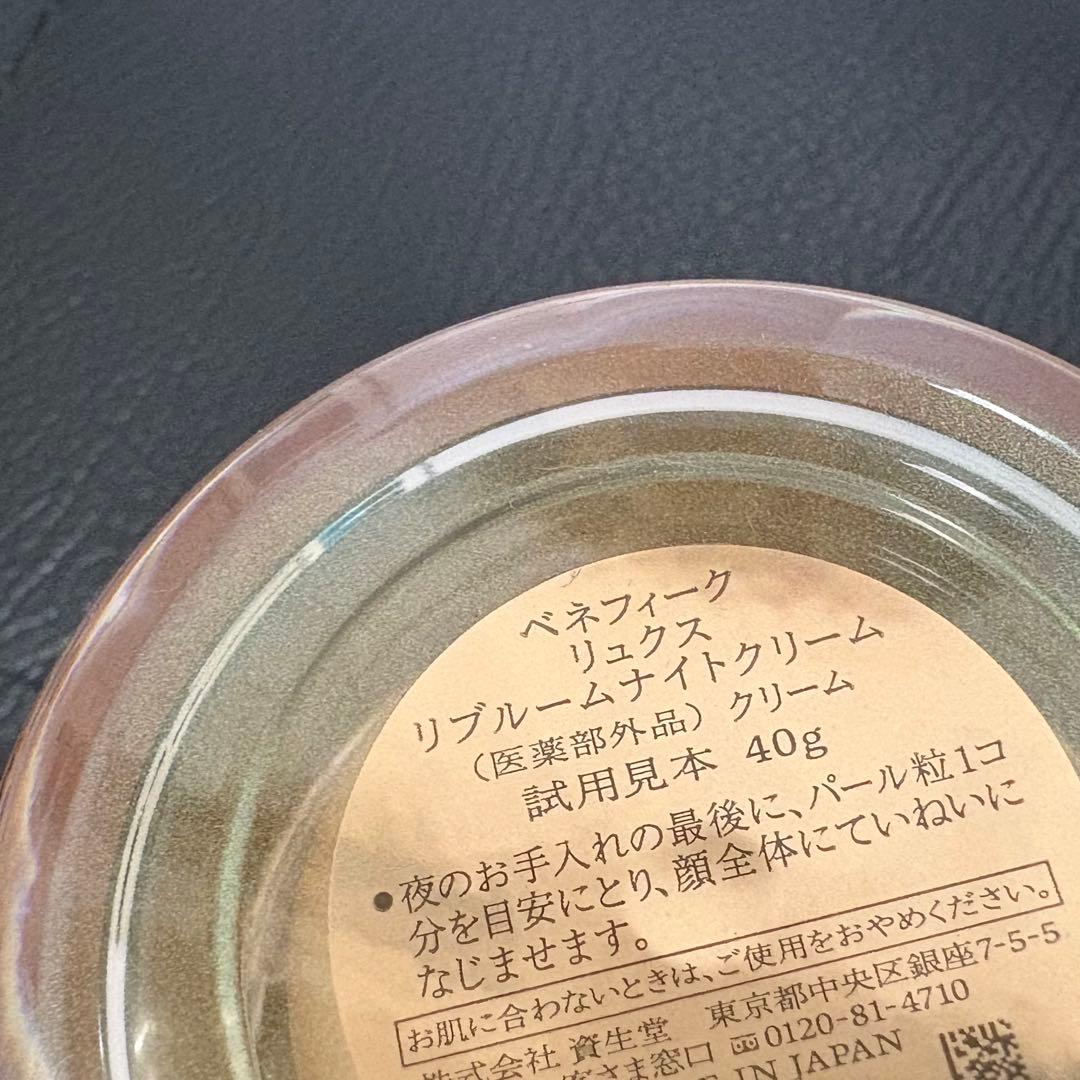 ベネフィーク
リュクス
リブルームナイトクリーム
（医薬部外品） クリーム
試用見本 40g
●夜のお手入れの最後に、パール粒1コ
分を目安にとり、顔全体にていねいに
なじませます。
お肌に合わないときは、ご使用をおやめください。
株式会社 資生堂 東京都中央区銀座7-5-5
さま窓口 0120-81-4710
IN JAPAN